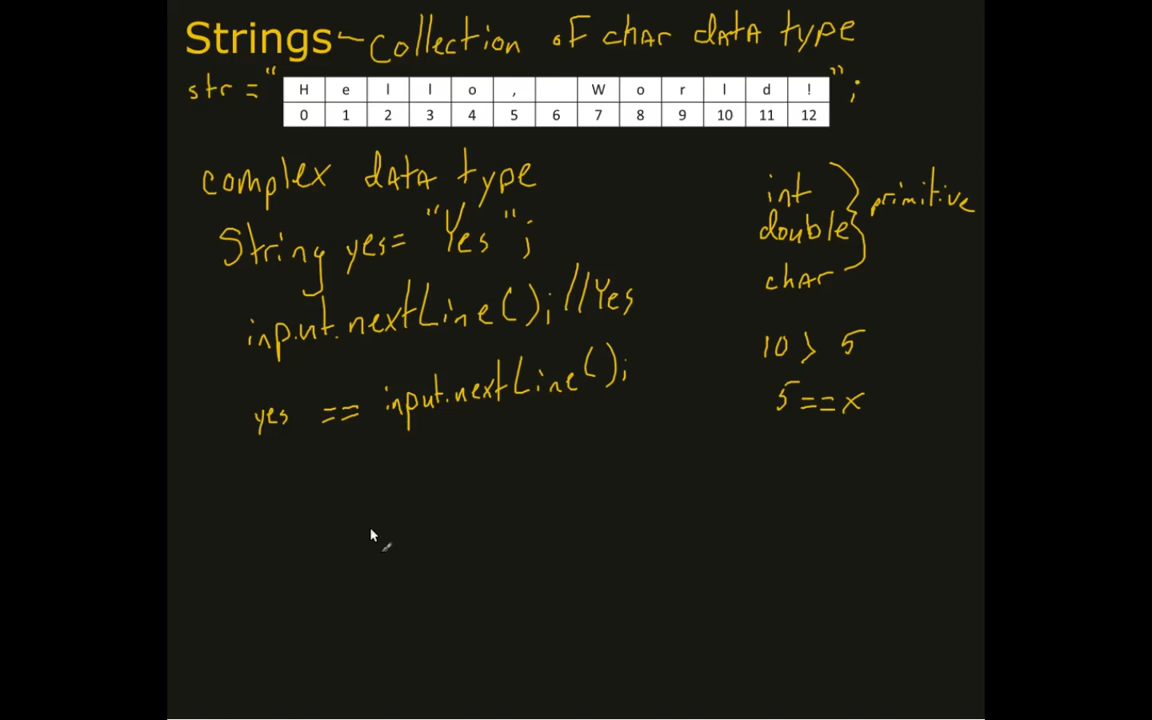 Strings - collection of char data type
str = "Hello, World!";
0 1 2 3 4 5 6 7 8 9 10 11 12
complex data type
String yes= "Yes";
input.nextLine(); //Yes
yes == input.nextLine();
int
double
char
primitive
10 > 5
5==x